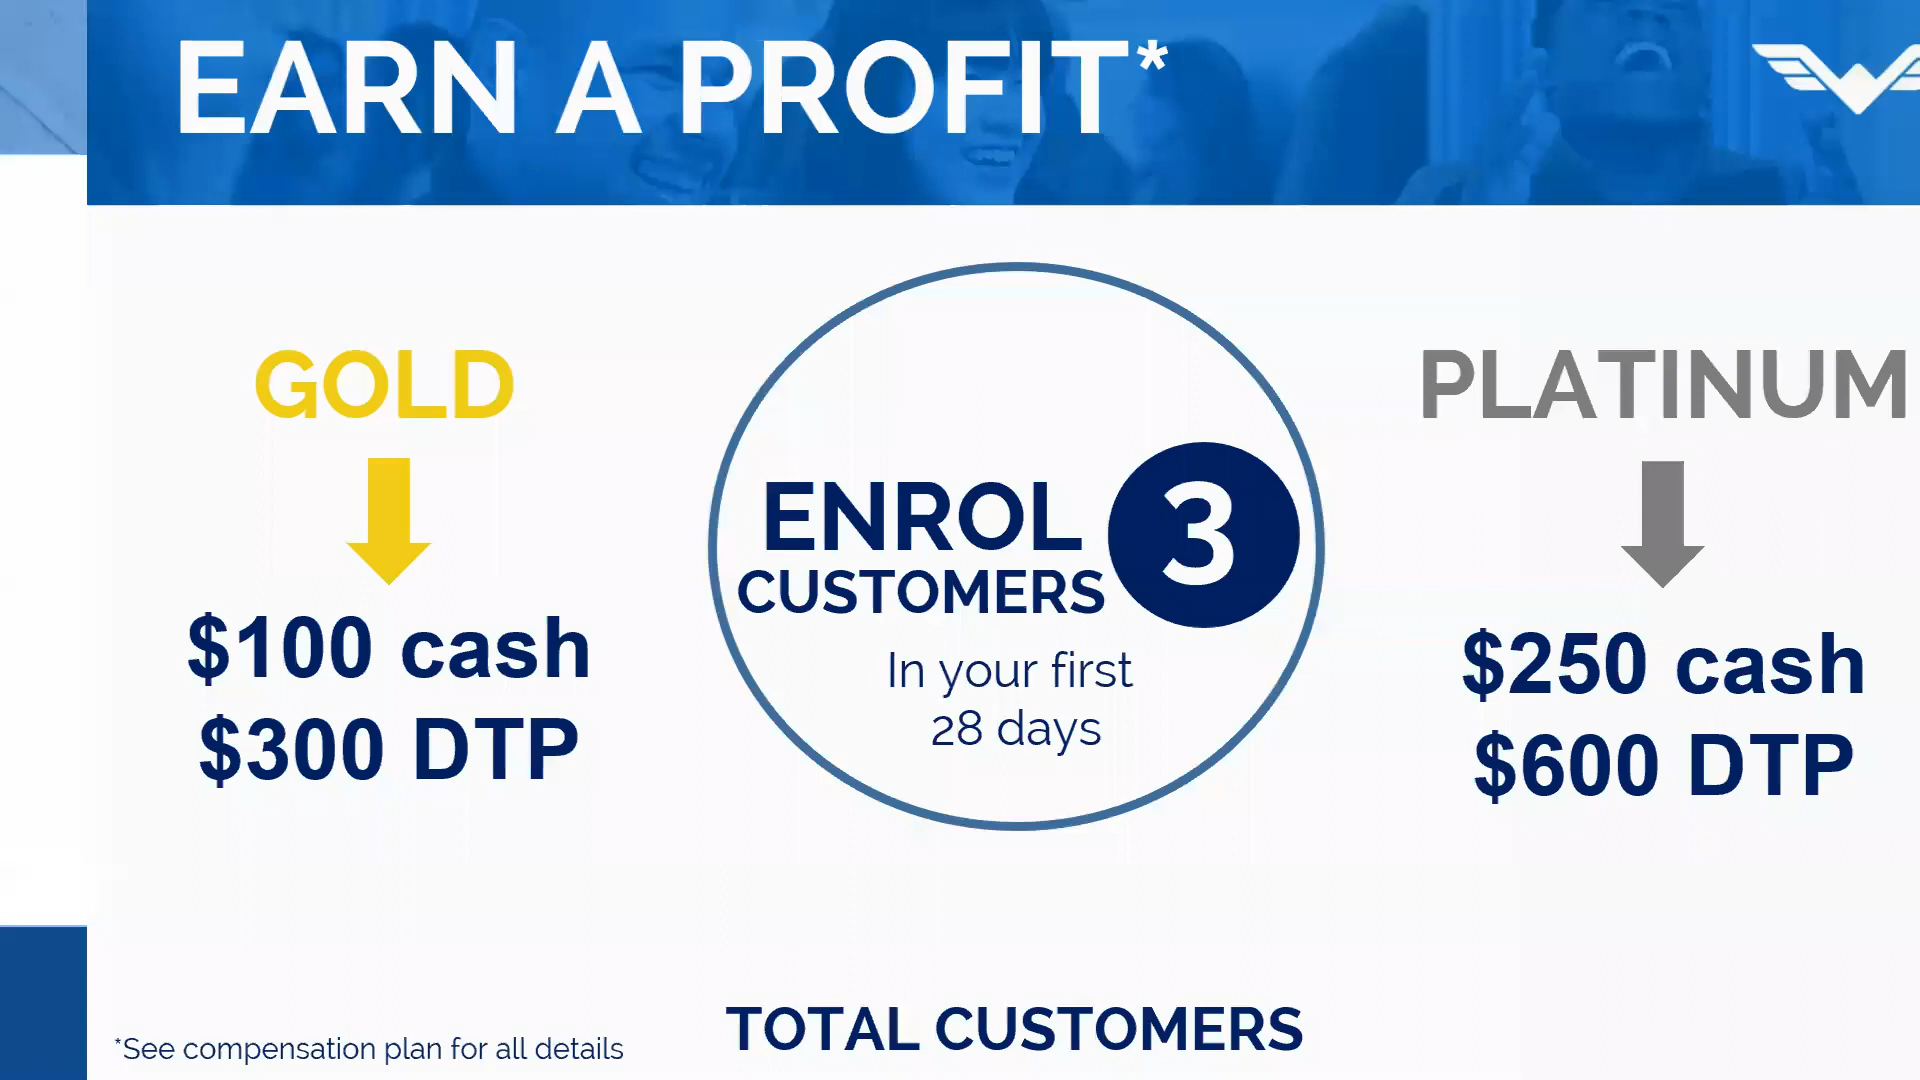 EARN A PROFIT*
GOLD
$100 cash
$300 DTP
ENROL
CUSTOMERS
3
In your first
28 days
PLATINUM
$250 cash
$600 DTP
TOTAL CUSTOMERS
*See compensation plan for all details